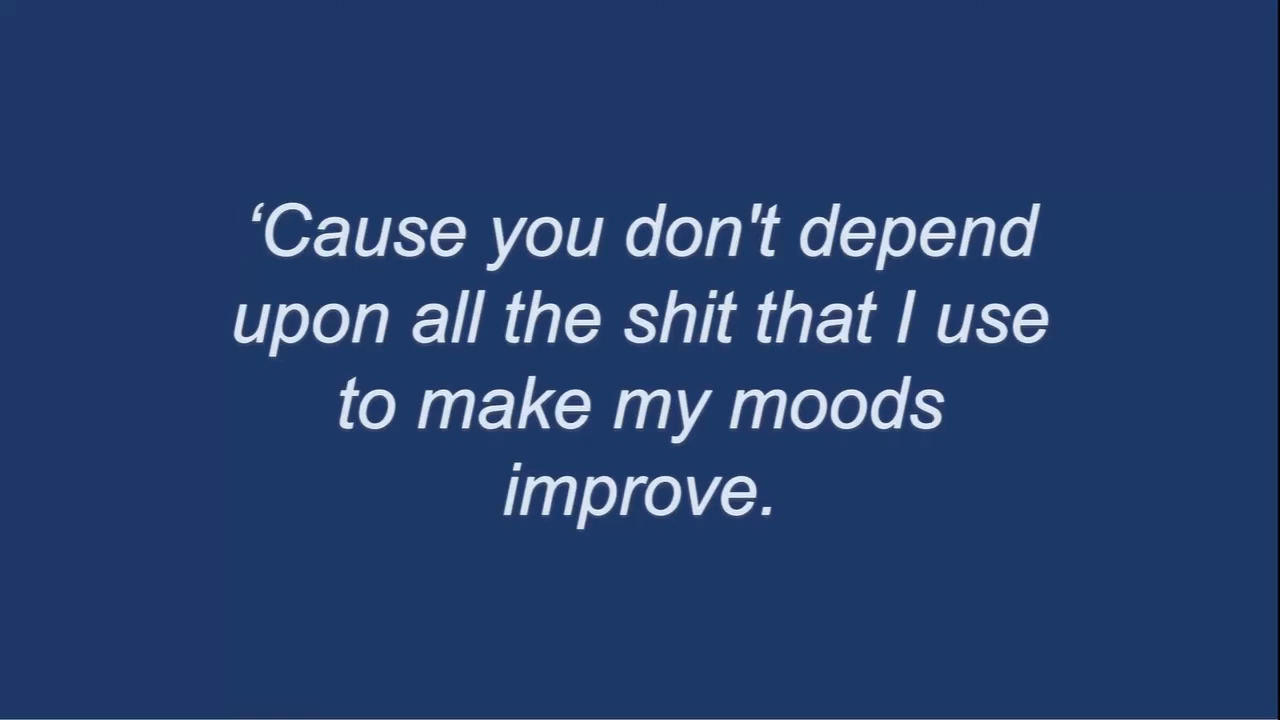 ‘Cause you don't depend
upon all the shit that I use
to make my moods
improve.